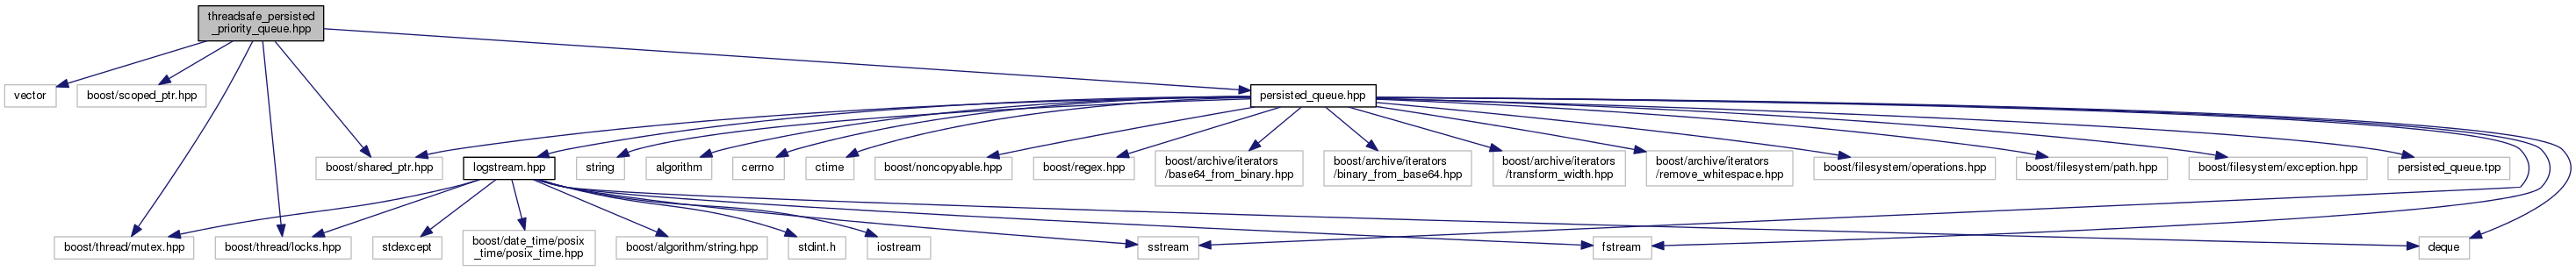 threadsafe_persisted
_priority_queue.hpp
vector
boost/scoped_ptr.hpp
persisted_queue.hpp
boost/shared_ptr.hpp
logstream.hpp
string
algorithm
cerrno
ctime
boost/noncopyable.hpp
boost/regex.hpp
boost/archive/iterators
/base64_from_binary.hpp
boost/archive/iterators
/binary_from_base64.hpp
boost/archive/iterators
/transform_width.hpp
boost/archive/iterators
/remove_whitespace.hpp
boost/filesystem/operations.hpp
boost/filesystem/path.hpp
boost/filesystem/exception.hpp
persisted_queue.tpp
boost/thread/mutex.hpp
boost/thread/locks.hpp
stdexcept
boost/date_time/posix
_time/posix_time.hpp
boost/algorithm/string.hpp
stdint.h
iostream
sstream
fstream
deque